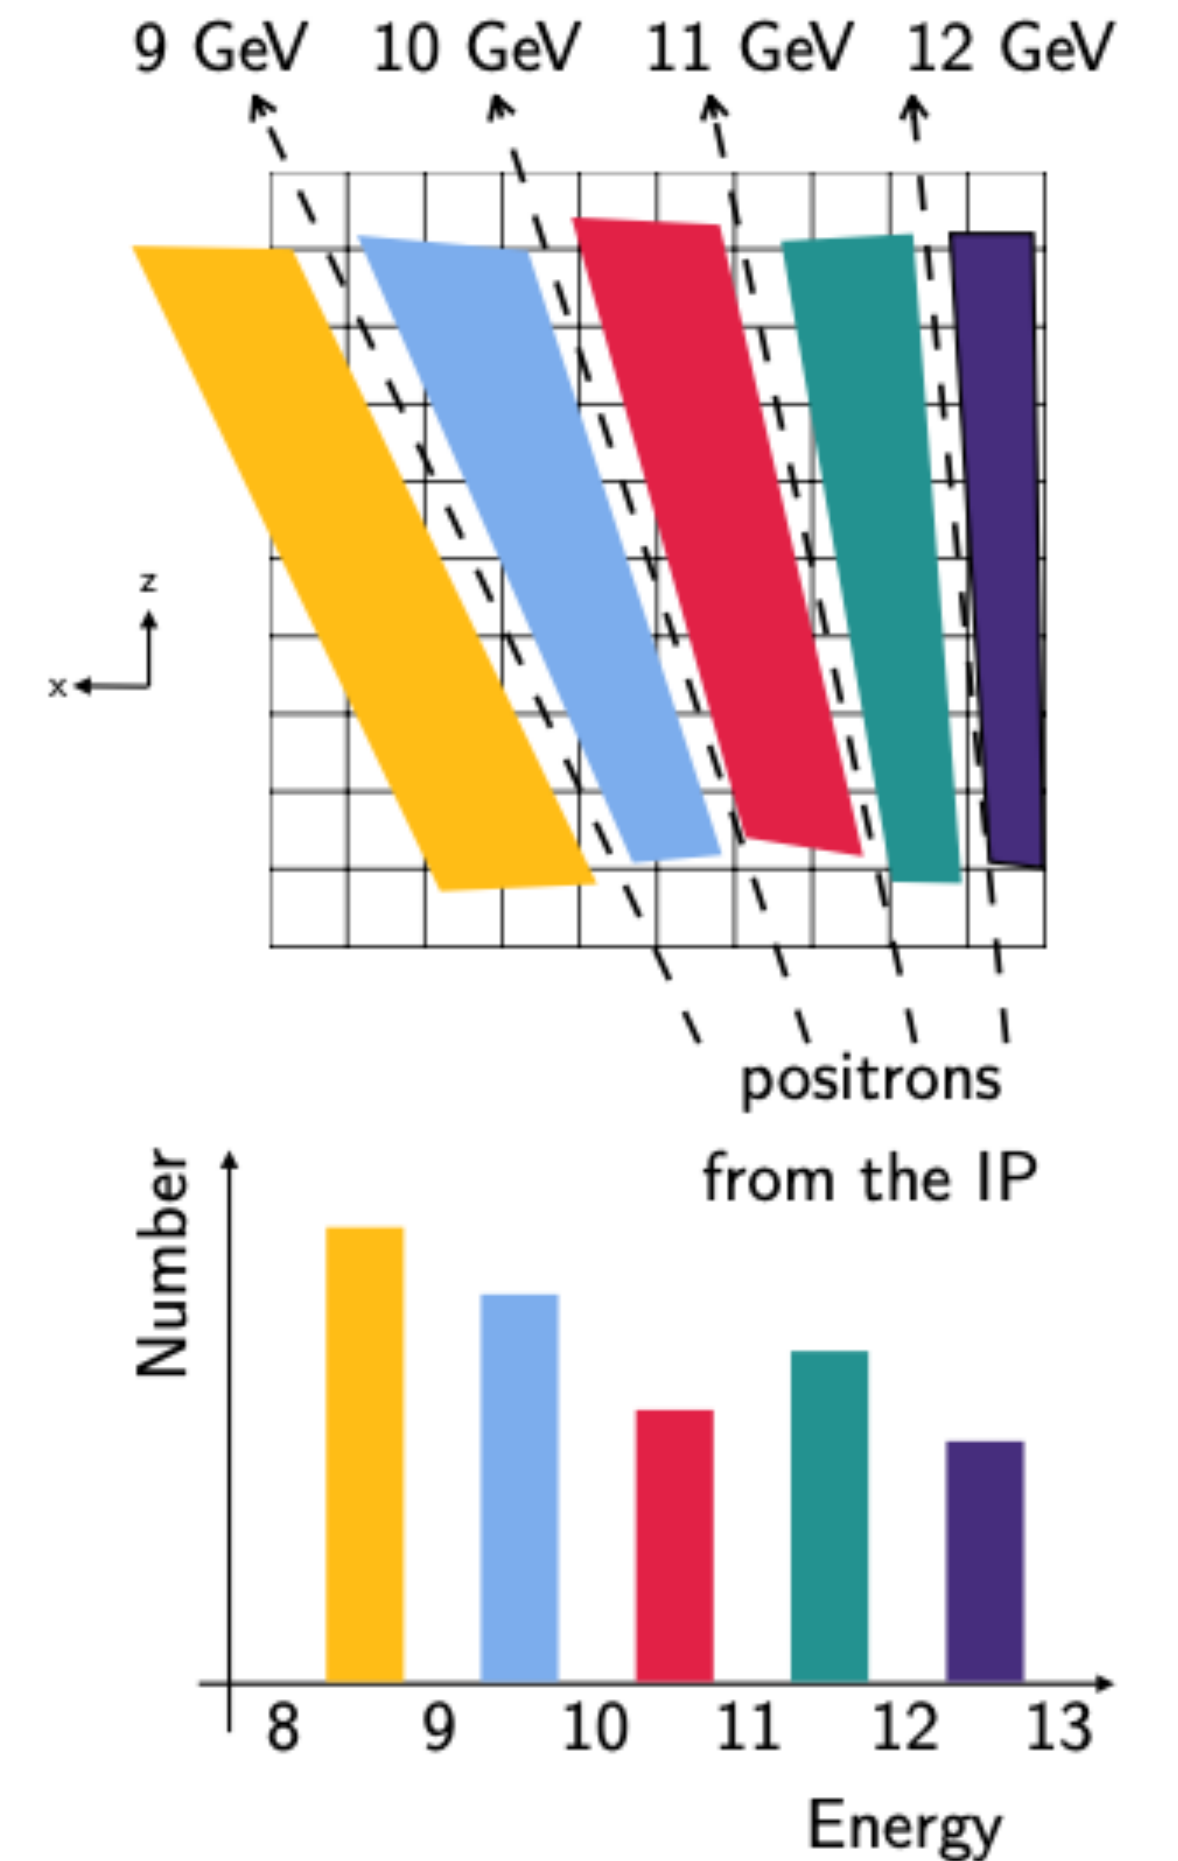 9 GeV 10 GeV 11 GeV 12 GeV
z
x
positrons
from the IP
Number
8 9 10 11 12 13
Energy